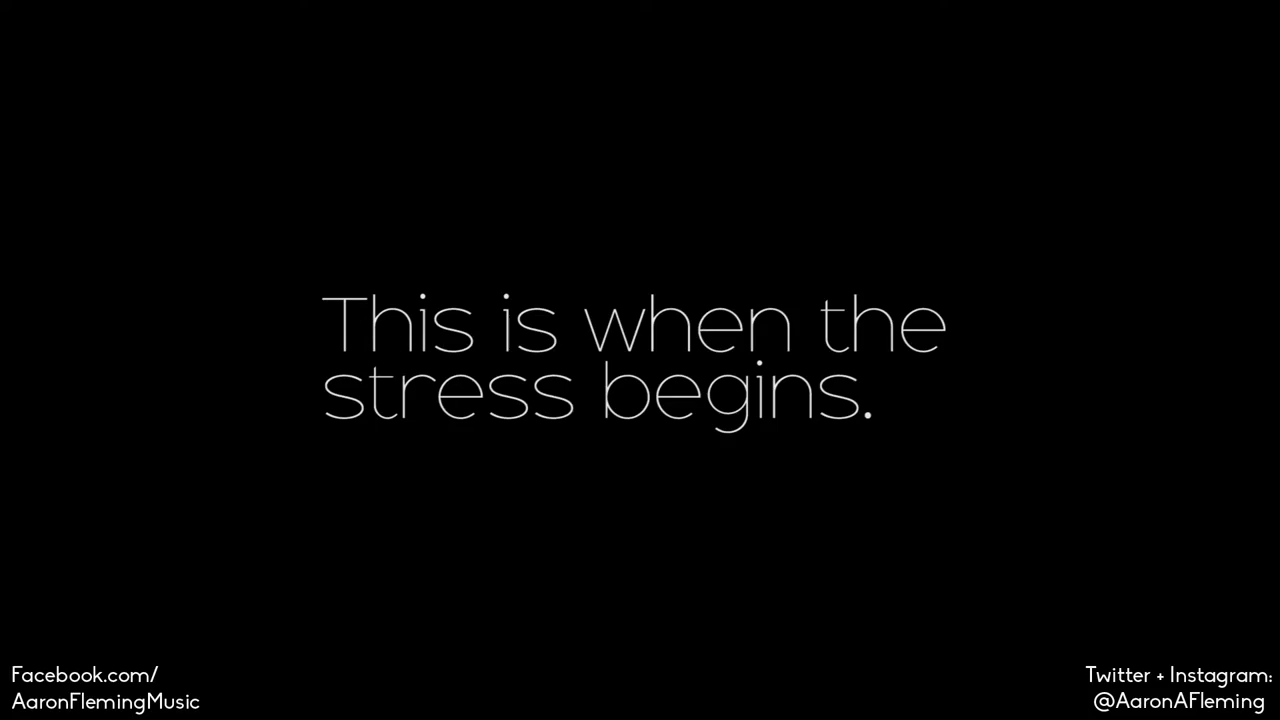 This is when the
stress begins.
Facebook.com/
AaronFlemingMusic
Twitter + Instagram:
@AaronAFleming